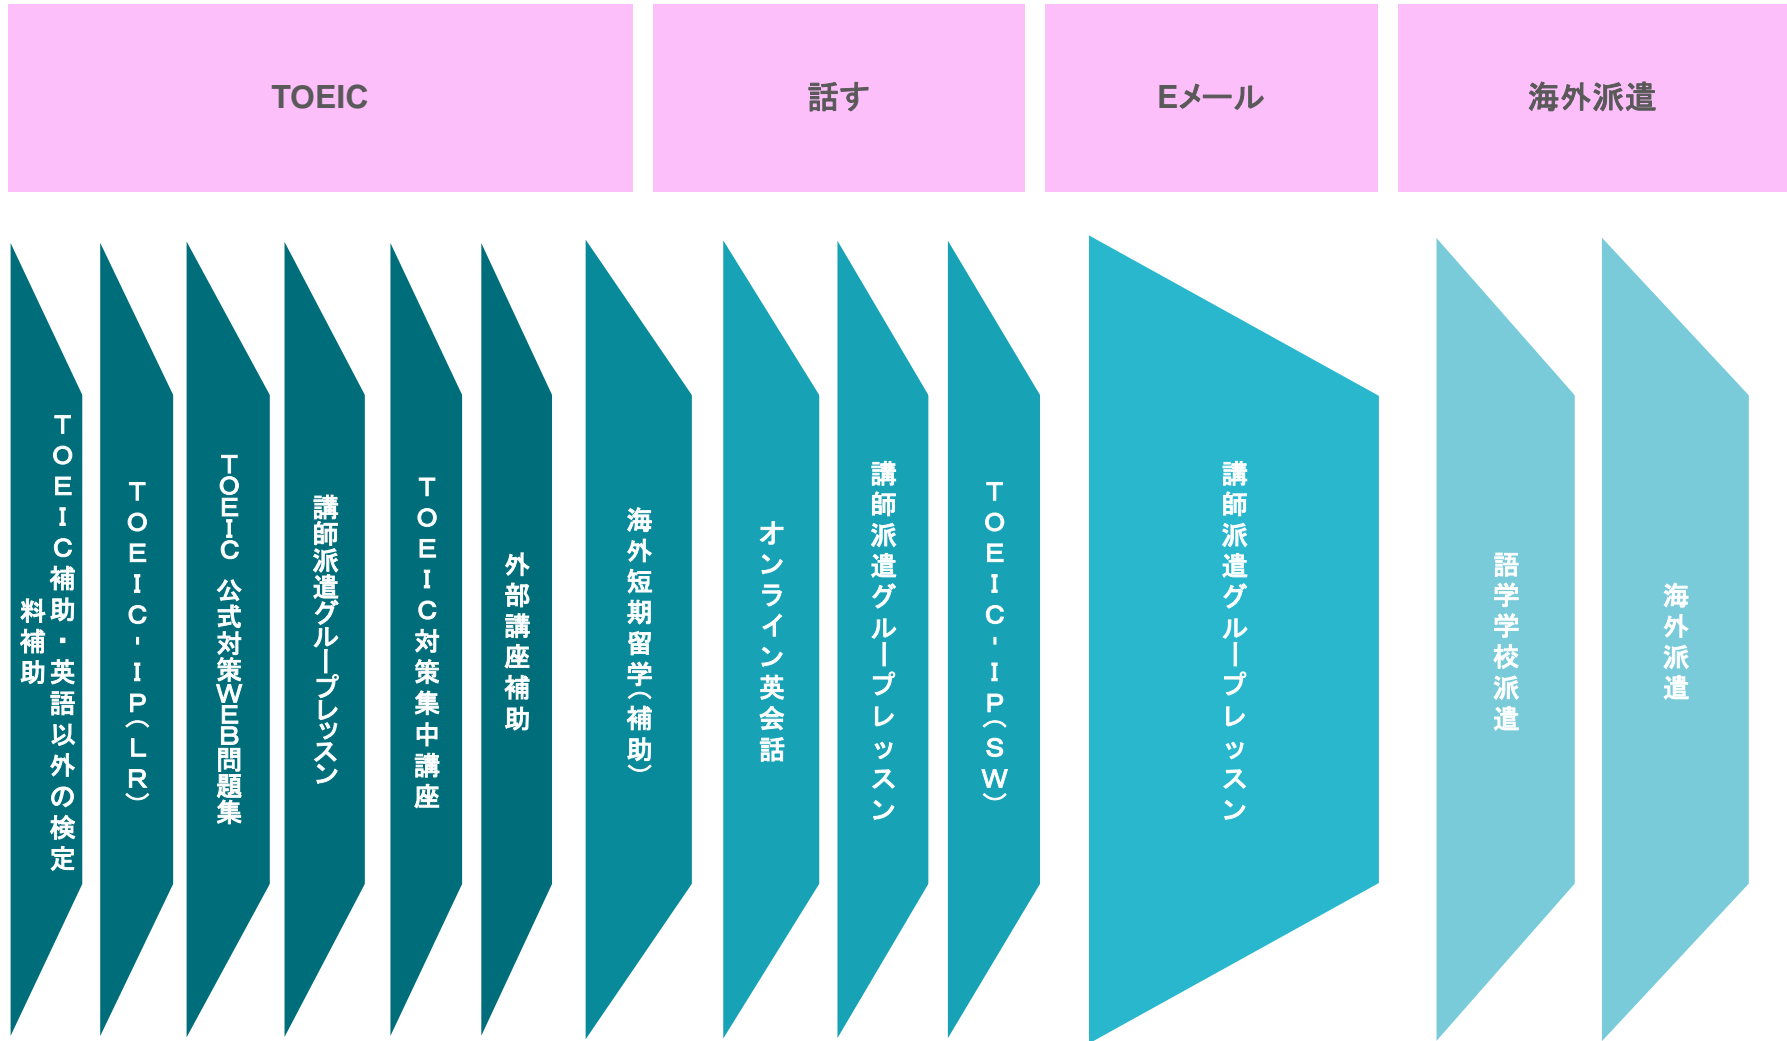 TOEIC
話す
Eメール
海外派遣
TOEIC補助・英語以外の検定
料補助
TOEIC-IP(LR)
TOEIC 公式対策WEB問題集
講師派遣グループレッスン
TOEIC対策集中講座
外部講座補助
海外短期留学(補助)
オンライン英会話
講師派遣グループレッスン
TOEIC-IP(SW)
講師派遣グループレッスン
語学学校派遣
海外派遣